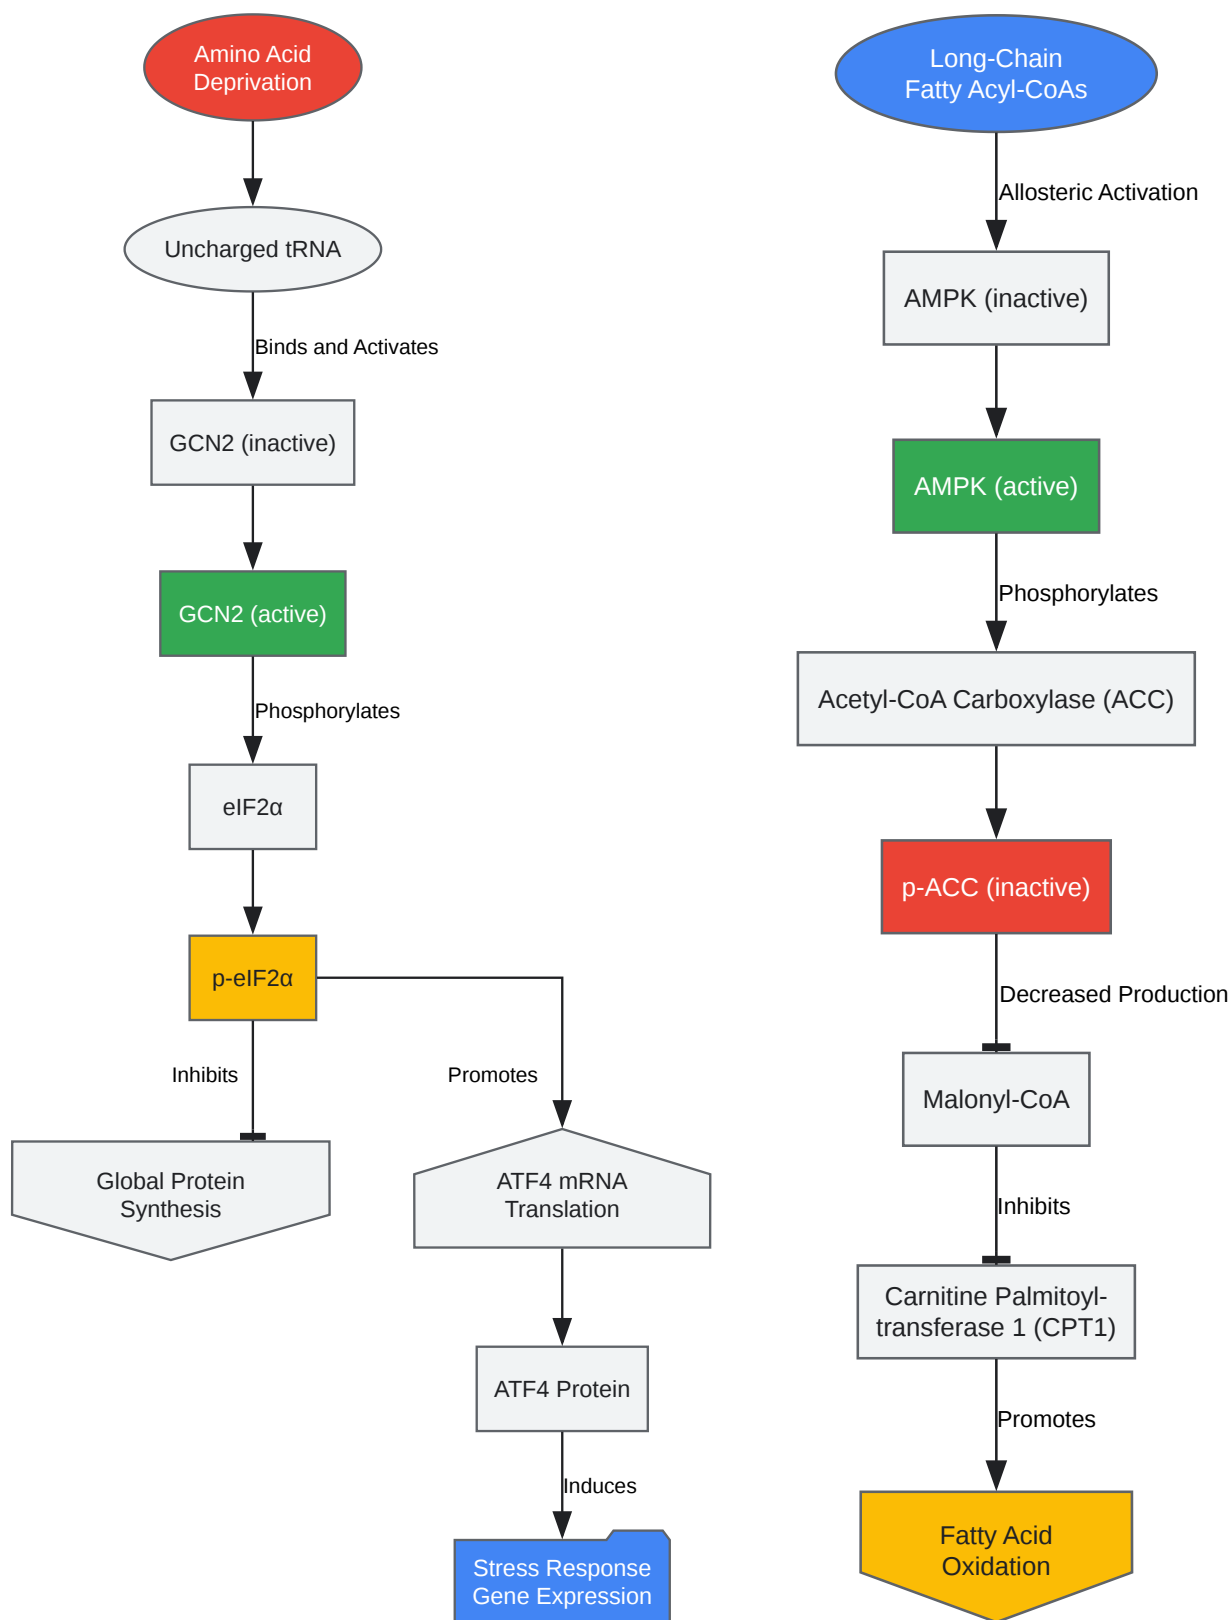 Amino Acid
Deprivation
Uncharged tRNA
Binds and Activates
GCN2 (inactive)
GCN2 (active)
Phosphorylates
eIF2α
p-eIF2α
Inhibits
Promotes
Global Protein
Synthesis
ATF4 mRNA
Translation
ATF4 Protein
Induces
Stress Response
Gene Expression
Long-Chain
Fatty Acyl-CoAs
Allosteric Activation
AMPK (inactive)
AMPK (active)
Phosphorylates
Acetyl-CoA Carboxylase (ACC)
p-ACC (inactive)
Decreased Production
Malonyl-CoA
Inhibits
Carnitine Palmitoyl-
transferase 1 (CPT1)
Promotes
Fatty Acid
Oxidation